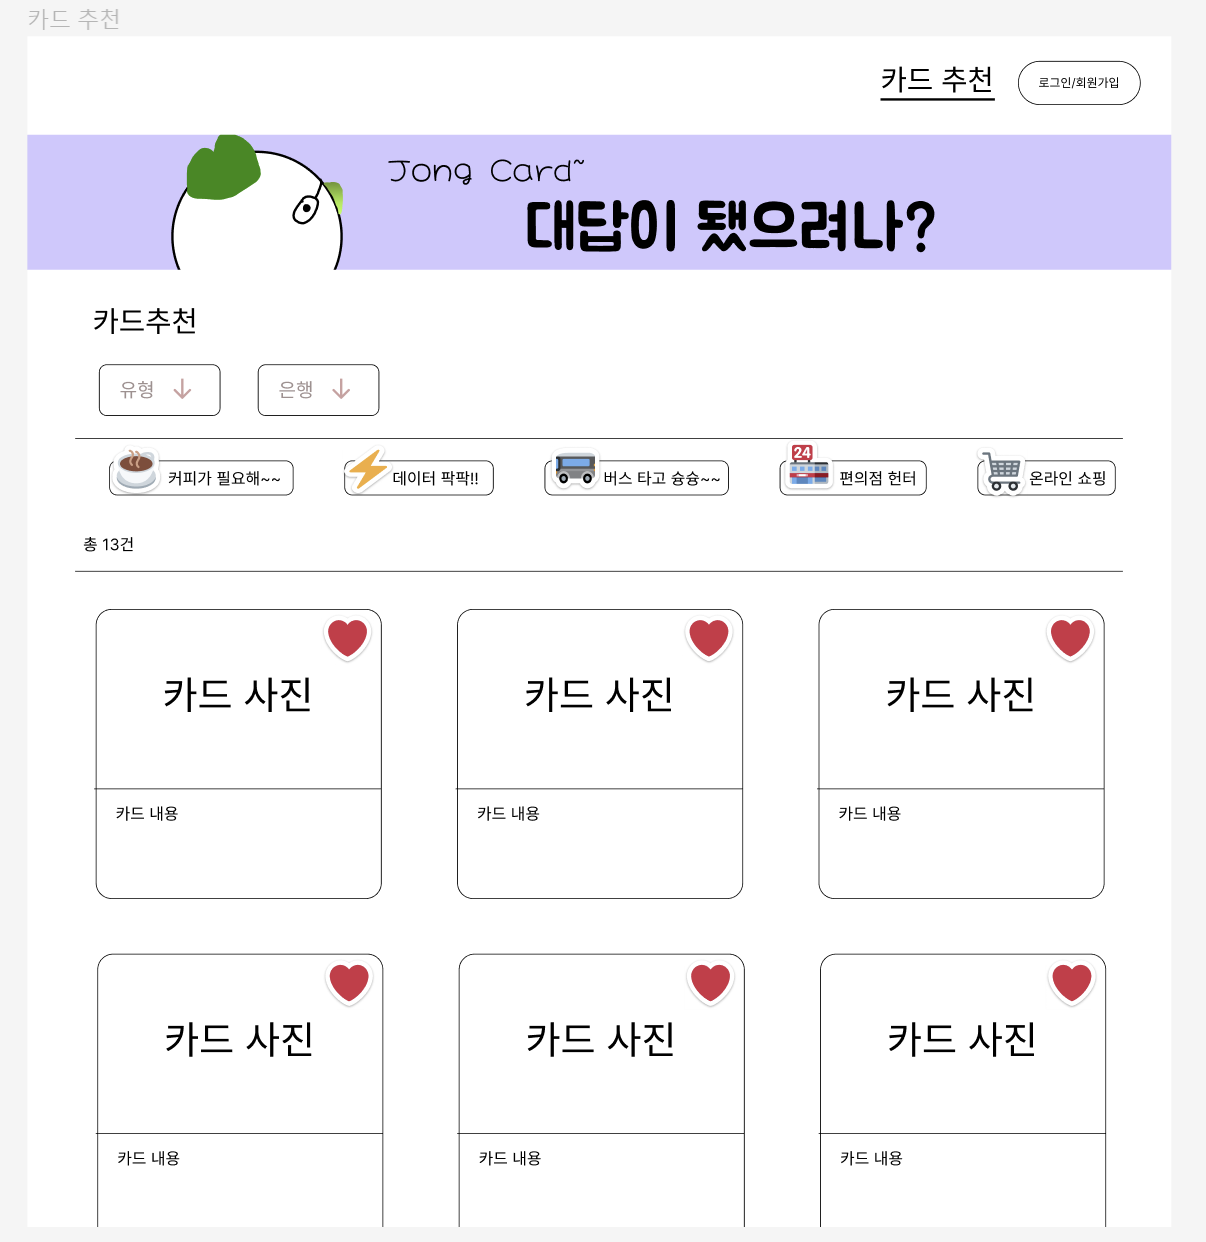 카드 추천
카드 추천
로그인/회원가입
Jong Card~
대답이 됐으려나?
카드추천
유형
은행
커피가 필요해~~
데이터 팍팍!!
버스 타고 슝슝~~
24
편의점 헌터
온라인 쇼핑
총 13건
카드 사진
카드 사진
카드 사진
카드 내용
카드 내용
카드 내용
카드 사진
카드 사진
카드 사진
카드 내용
카드 내용
카드 내용